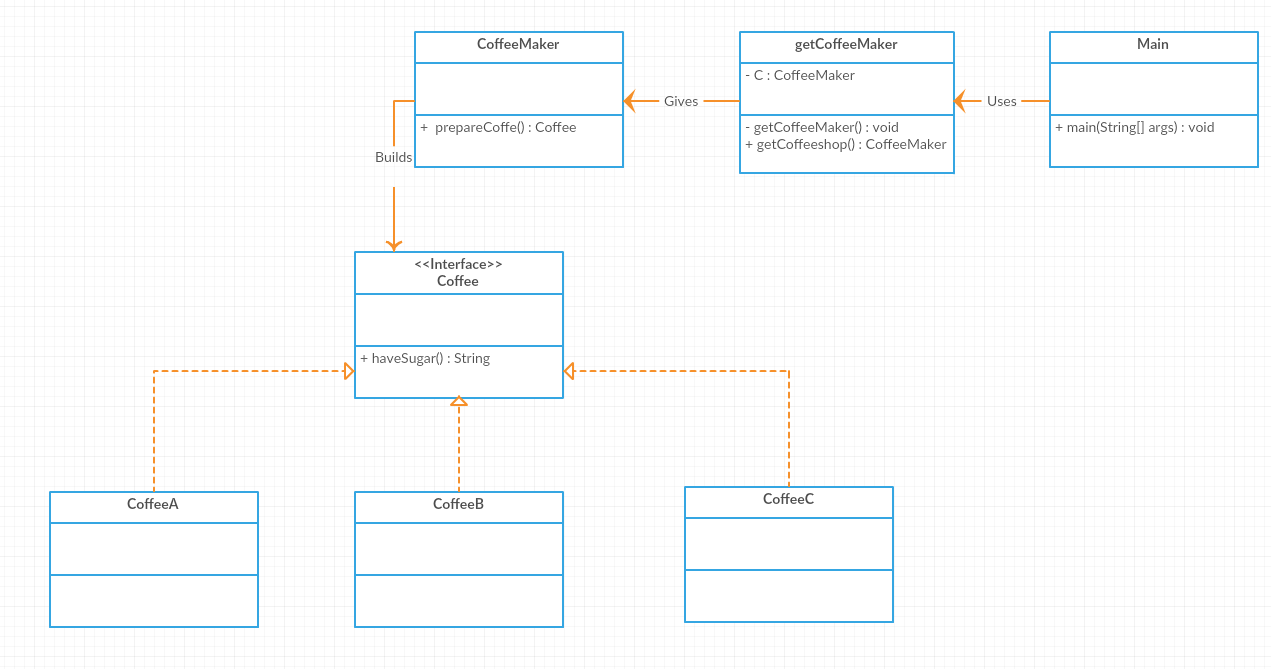 CoffeeMaker
+  prepareCoffe() : Coffee
Gives
getCoffeeMaker
- C : CoffeeMaker
- getCoffeeMaker() : void
+ getCoffeeshop() : CoffeeMaker
Uses
Main
+ main(String[] args) : void
Builds
<<Interface>>
Coffee
+ haveSugar() : String
CoffeeA
CoffeeB
CoffeeC